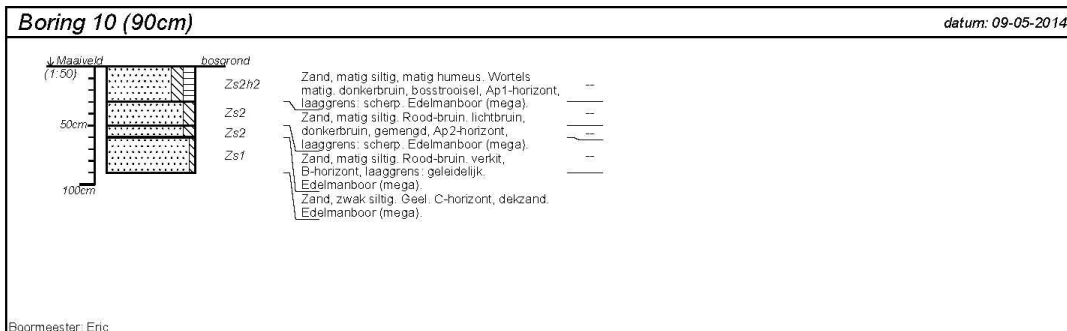 Boring 10 (90cm)
datum: 09-05-2014
↓ Maaiveld
bosgrond
(1:50)
Zs2h2
Zand, matig siltig, matig humeus. Wortels
matig. donkerbruin, bosstrooisel, Ap1-horizont,
laaggrens: scherp. Edelmanboor (mega).
--
50cm
Zs2
Zand, matig siltig. Rood-bruin. lichtbruin,
donkerbruin, gemengd, Ap2-horizont,
laaggrens: scherp. Edelmanboor (mega).
--
Zs2
Zand, matig siltig. Rood-bruin. verkit,
B-horizont, laaggrens: geleidelijk.
Edelmanboor (mega).
--
Zs1
Zand, zwak siltig. Geel. C-horizont, dekzand.
Edelmanboor (mega).
--
100cm
Boormeester: Eric